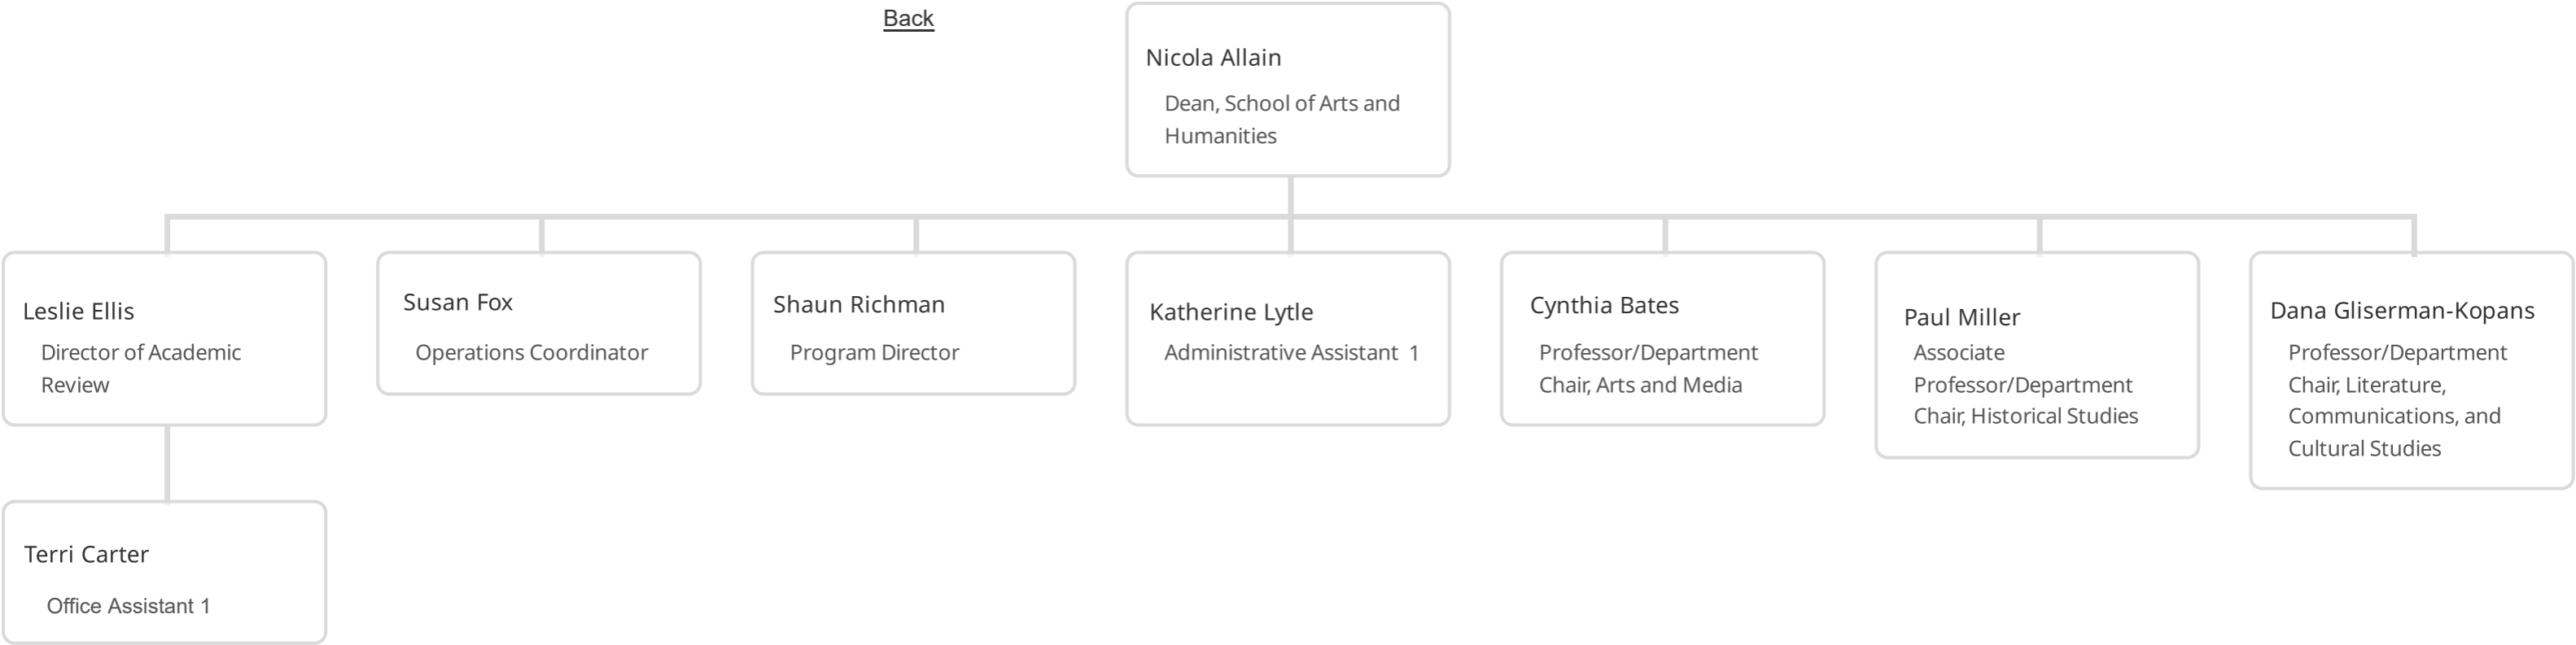 Back
Nicola Allain
Dean, School of Arts and
Humanities
Leslie Ellis
Director of Academic
Review
Susan Fox
Operations Coordinator
Shaun Richman
Program Director
Katherine Lytle
Administrative Assistant 1
Cynthia Bates
Professor/Department
Chair, Arts and Media
Paul Miller
Associate
Professor/Department
Chair, Historical Studies
Dana Gliserman-Kopans
Professor/Department
Chair, Literature,
Communications, and
Cultural Studies
Terri Carter
Office Assistant 1